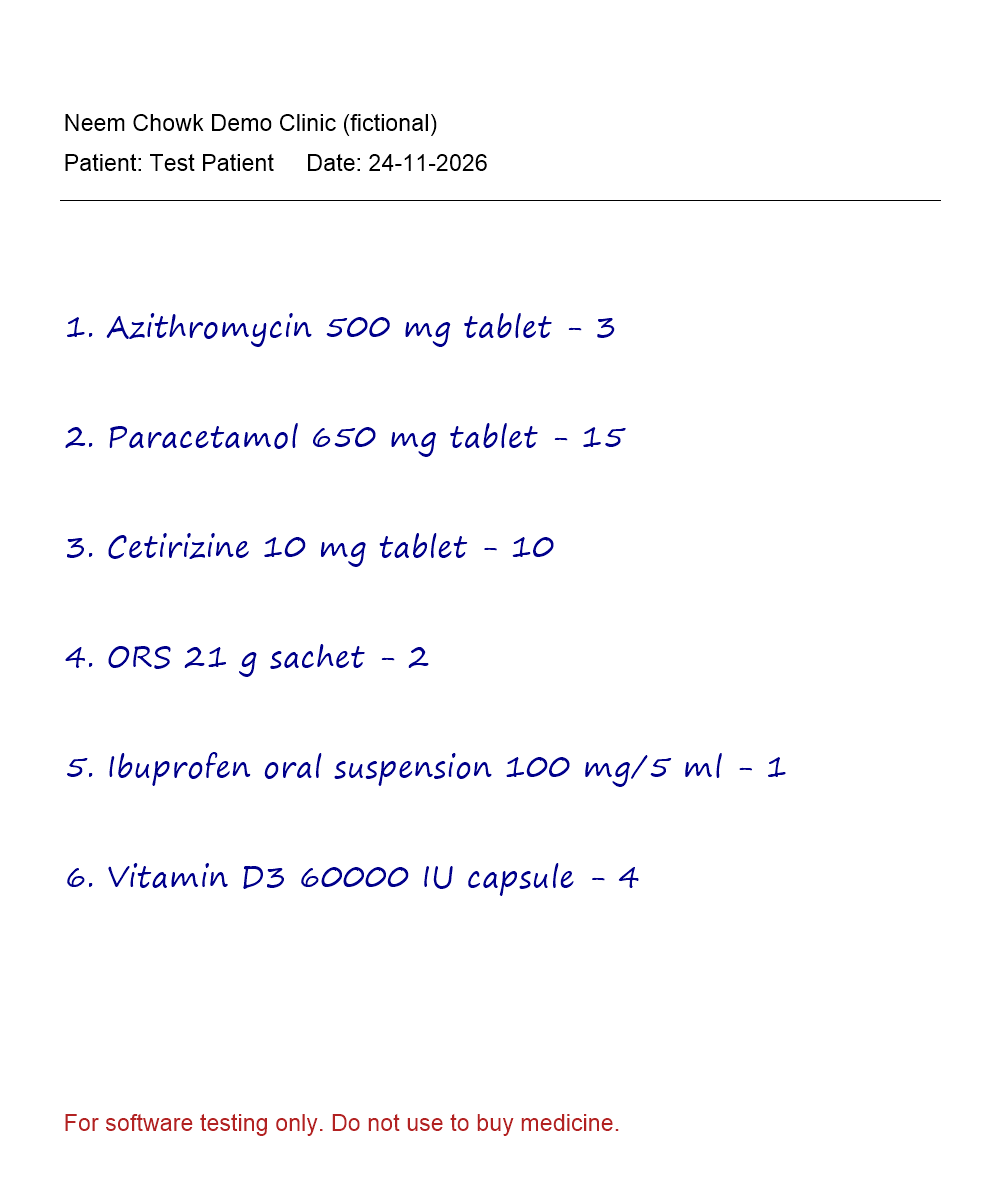 Neem Chowk Demo Clinic (fictional)
Patient: Test Patient Date: 24-11-2026
1. Azithromycin 500 mg tablet - 3
2. Paracetamol 650 mg tablet - 15
3. Cetirizine 10 mg tablet - 10
4. ORS 21 g sachet - 2
5. Ibuprofen oral suspension 100 mg/5 ml - 1
6. Vitamin D3 60000 IU capsule - 4
For software testing only. Do not use to buy medicine.